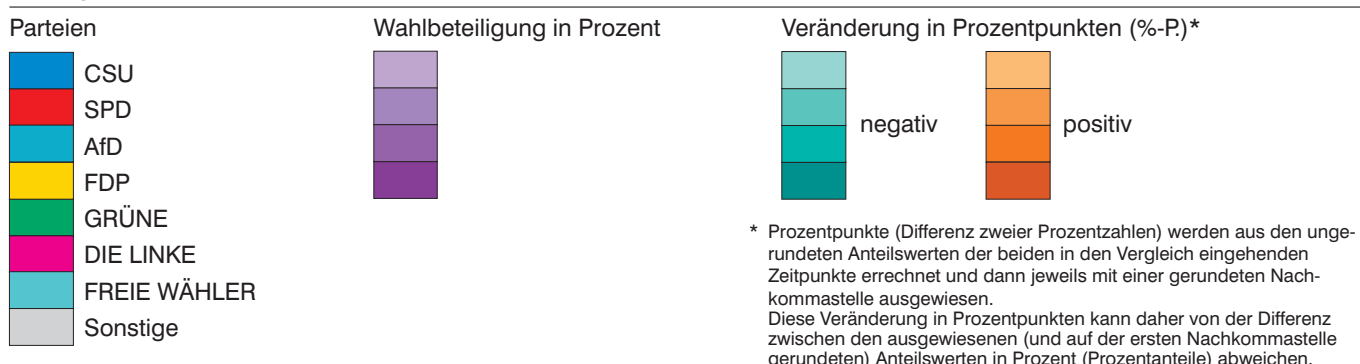 Parteien
CSU
SPD
AfD
FDP
GRÜNE
DIE LINKE
FREIE WÄHLER
Sonstige
Wahlbeteiligung in Prozent
Veränderung in Prozentpunkten (%-P.)*
negativ
positiv
* Prozentpunkte (Differenz zweier Prozentzahlen) werden aus den unge-
rundeten Anteilswerten der beiden in den Vergleich eingehenden
Zeitpunkte errechnet und dann jeweils mit einer gerundeten Nach-
kommastelle ausgewiesen.
Diese Veränderung in Prozentpunkten kann daher von der Differenz
zwischen den ausgewiesenen (und auf der ersten Nachkommastelle
gerundeten) Anteilswerten in Prozent (Prozentanteile) abweichen.